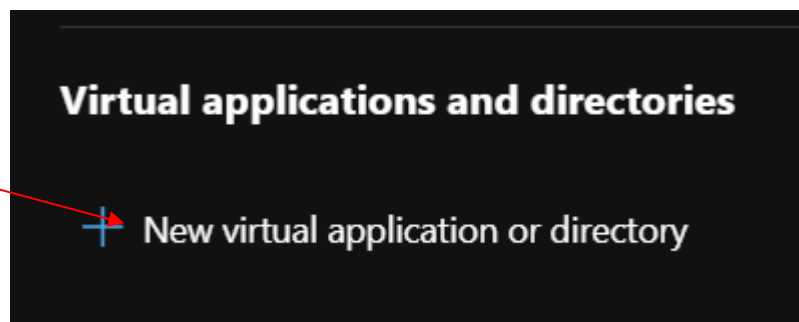 Virtual applications and directories
New virtual application or directory